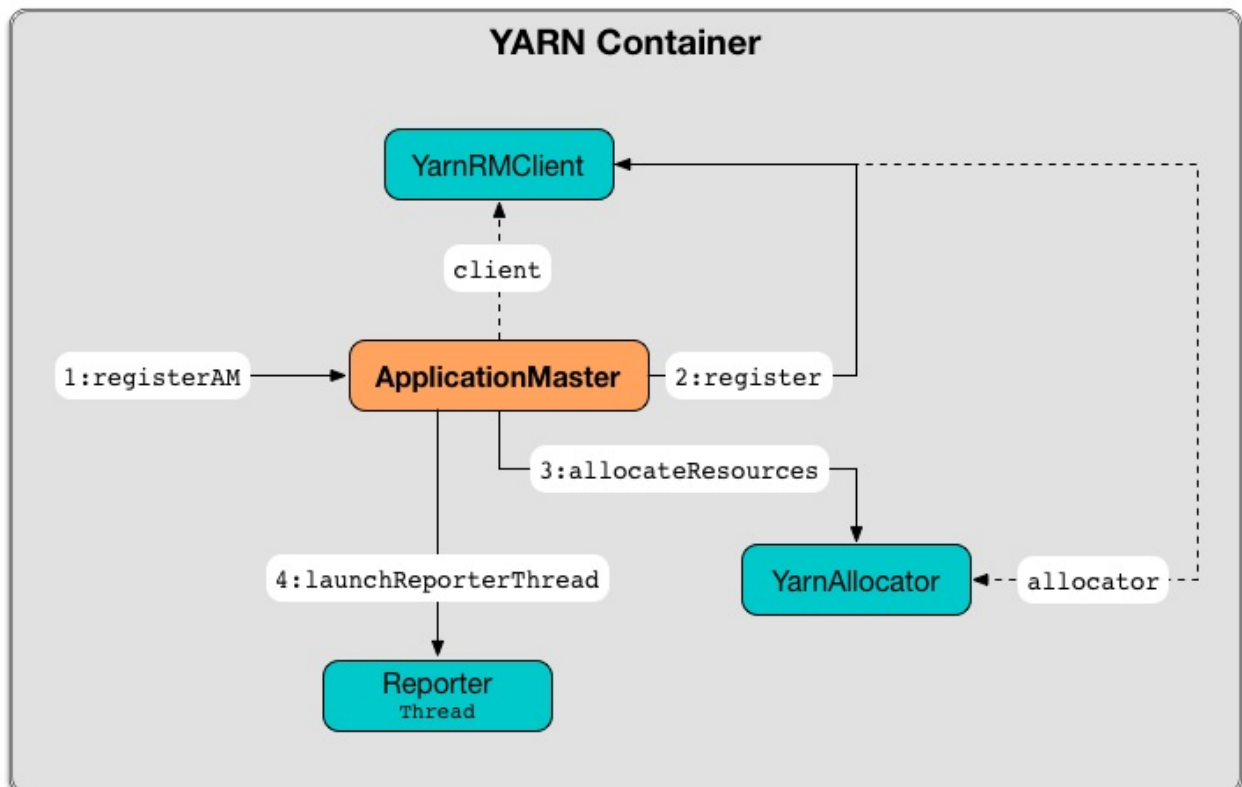 YARN Container
YarnRMClient
client
1:registerAM
ApplicationMaster
2:register
3:allocateResources
4:launchReporterThread
YarnAllocator
allocator
Reporter
Thread